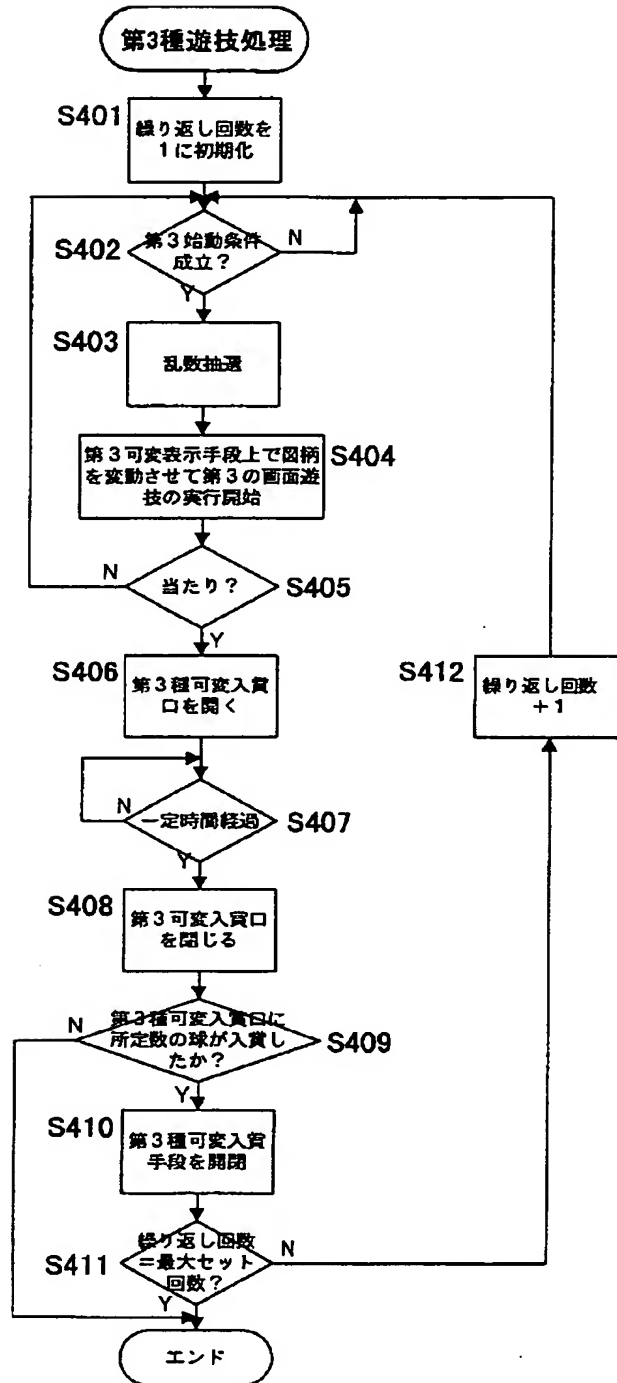 第3種遊技処理
S401
繰り返し回数を
1に初期化
S402
第3始動条件
成立?
N
Y
S403
乱数抽選
第3可変表示手段上で図柄
を変動させて第3の画面遊
技の実行開始
S404
N
当たり?
S405
Y
S406
第3種可変入賞
口を開く
S412
繰り返し回数
+1
N
一定時間経過
S407
Y
S408
第3可変入賞口
を閉じる
N
第3種可変入賞口に
所定数の球が入賞し
たか?
S409
Y
S410
第3種可変入賞
手段を開閉
S411
繰り返し回数
=最大セット
回数?
N
Y
エンド